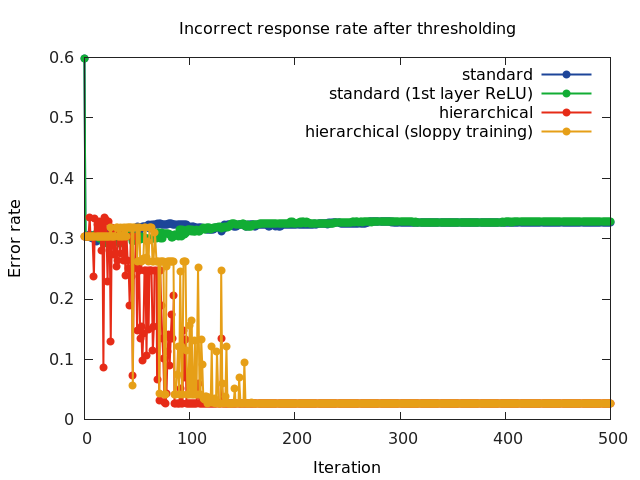 Incorrect response rate after thresholding
0.6
0.5
0.4
0.3
0.2
0.1
0
Error rate
standard
standard (1st layer ReLU)
hierarchical
hierarchical (sloppy training)
0 100 200 300 400 500
Iteration